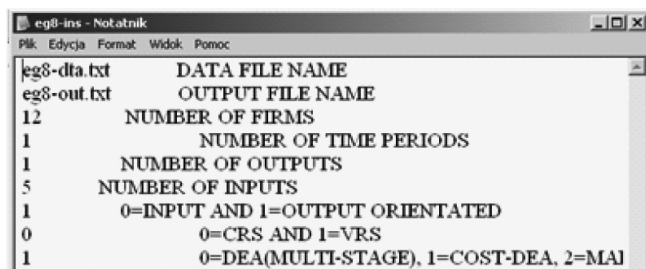 eg8-ins - Notatnik
Plik Edycja Format Widok Pomoc
eg8-dta.txt DATA FILE NAME
eg8-out.txt OUTPUT FILE NAME
12 NUMBER OF FIRMS
1 NUMBER OF TIME PERIODS
1 NUMBER OF OUTPUTS
5 NUMBER OF INPUTS
1 0=INPUT AND 1=OUTPUT ORIENTATED
0 0=CRS AND 1=VRS
1 0=DEA(MULTI-STAGE), 1=COST-DEA, 2=MAI